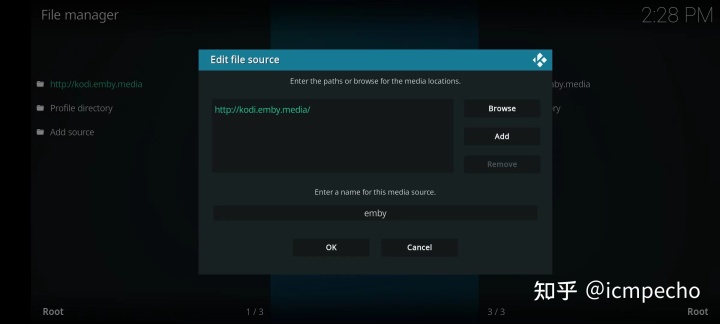 File manager
2:28 PM
Edit file source
Enter the paths or browse for the media locations.
http://kodi.emby.media
by.media
http://kodi.emby.media/
Browse
Profile directory
ry
Add source
Add
Remove
Enter a name for this media source.
emby
OK
Cancel
知乎 @icmpecho
Root
1 / 3
3 / 3
Root